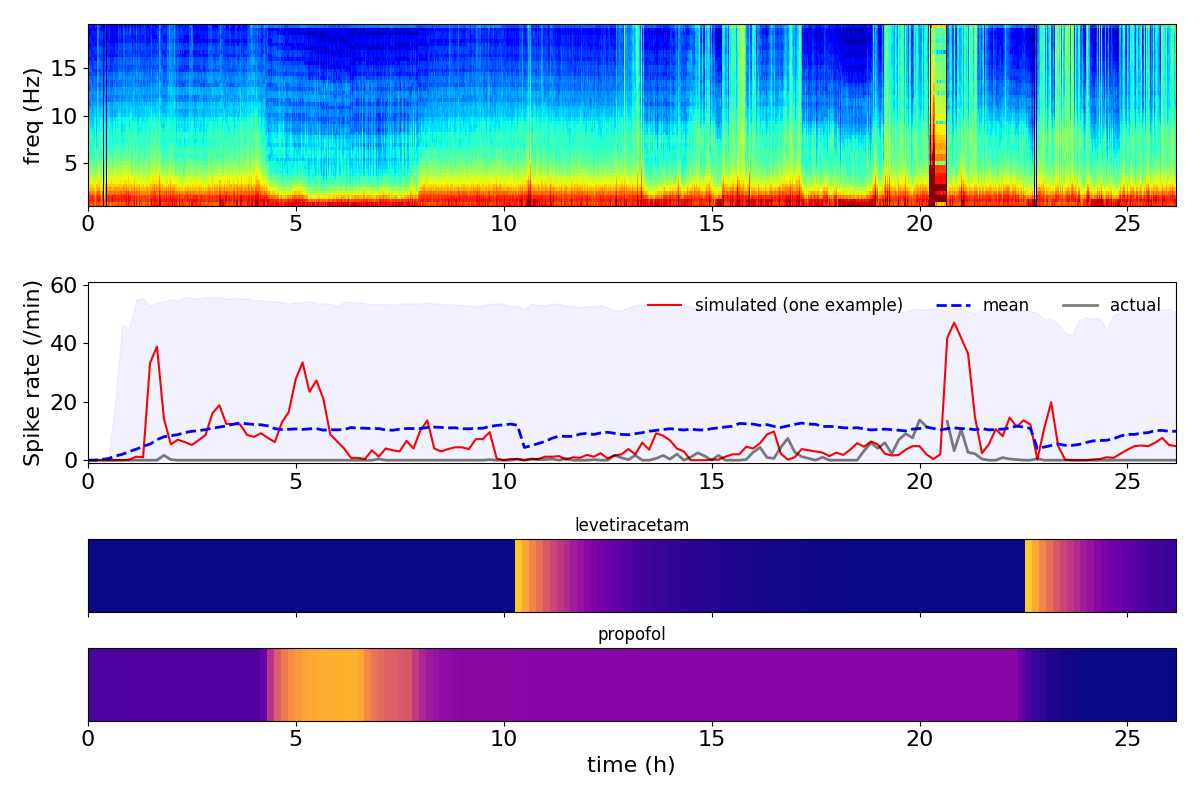 freq (Hz)
15
10
5
0 5 10 15 20 25
Spike rate (/min)
60
40
20
0
simulated (one example) mean actual
0 5 10 15 20 25
levetiracetam
propofol
0 5 10 15 20 25
time (h)